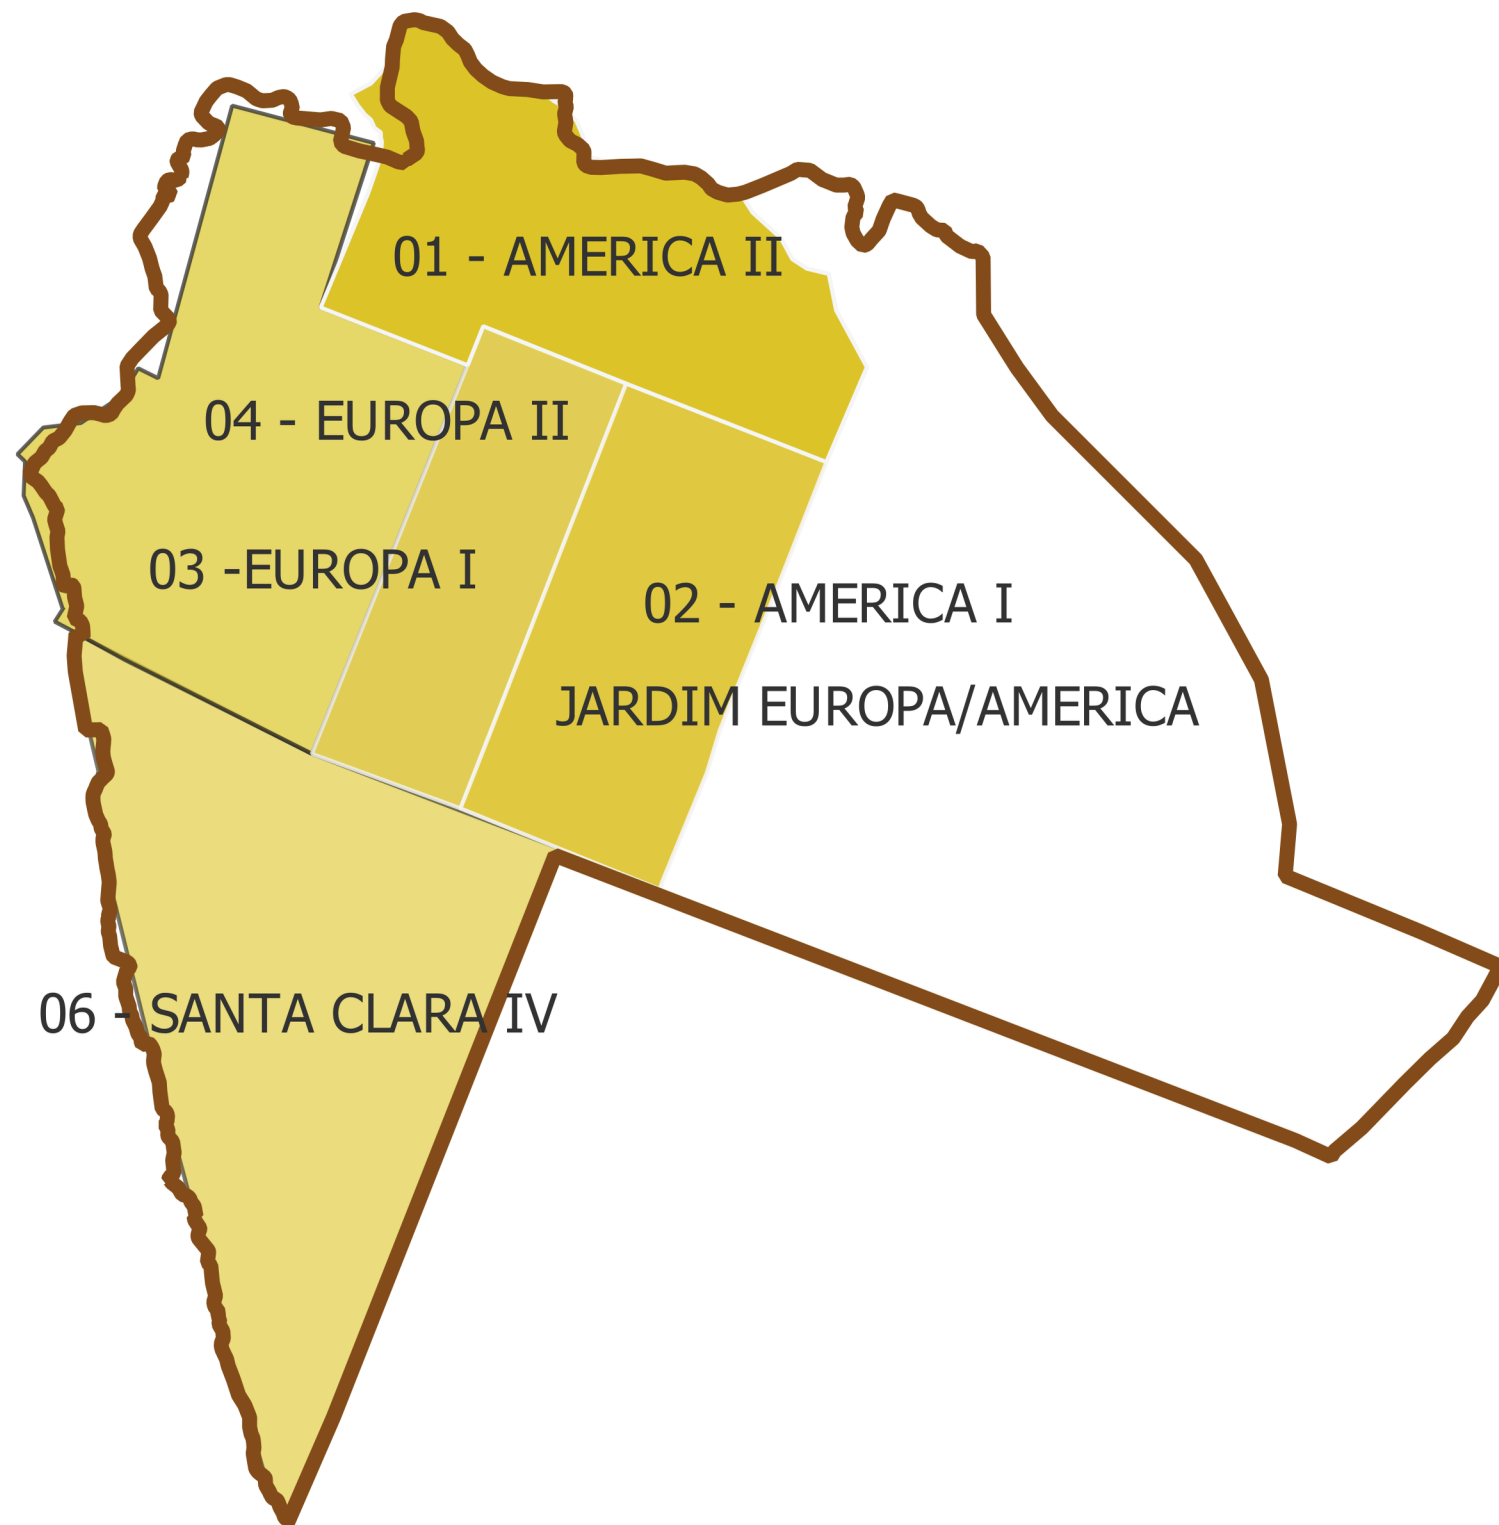 01 - AMERICA II
04 - EUROPA II
03 -EUROPA I
02 - AMERICA I
JARDIM EUROPA/AMERICA
06 - SANTA CLARA IV